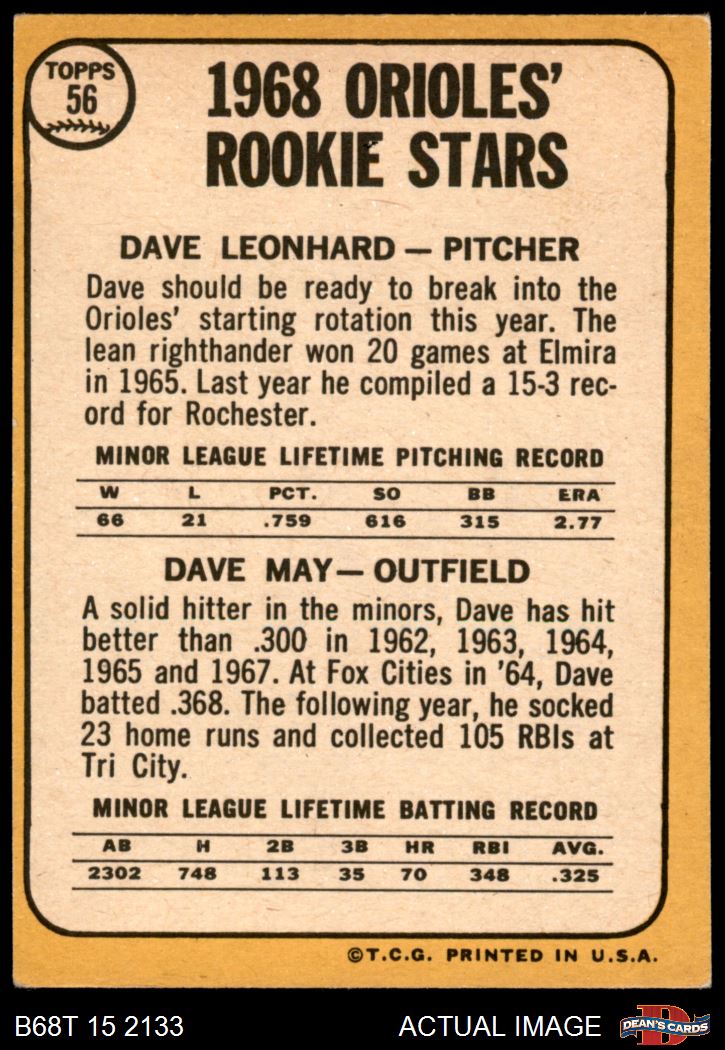 TOPPS
56
1968 ORIOLES'
ROOKIE STARS
DAVE LEONHARD — PITCHER
Dave should be ready to break into the
Orioles' starting rotation this year. The
lean righthander won 20 games at Elmira
in 1965. Last year he compiled a 15-3 rec-
ord for Rochester.
MINOR LEAGUE LIFETIME PITCHING RECORD
W L PCT. SO BB ERA
66 21 .759 616 315 2.77
DAVE MAY — OUTFIELD
A solid hitter in the minors, Dave has hit
better than .300 in 1962, 1963, 1964,
1965 and 1967. At Fox Cities in '64, Dave
batted .368. The following year, he socked
23 home runs and collected 105 RBIs at
Tri City.
MINOR LEAGUE LIFETIME BATTING RECORD
AB H 2B 3B HR RBI AVG.
2302 748 113 35 70 348 .325
©T.C.G. PRINTED IN U.S.A.
B68T 15 2133 ACTUAL IMAGE
D
DEAN'S CARDS